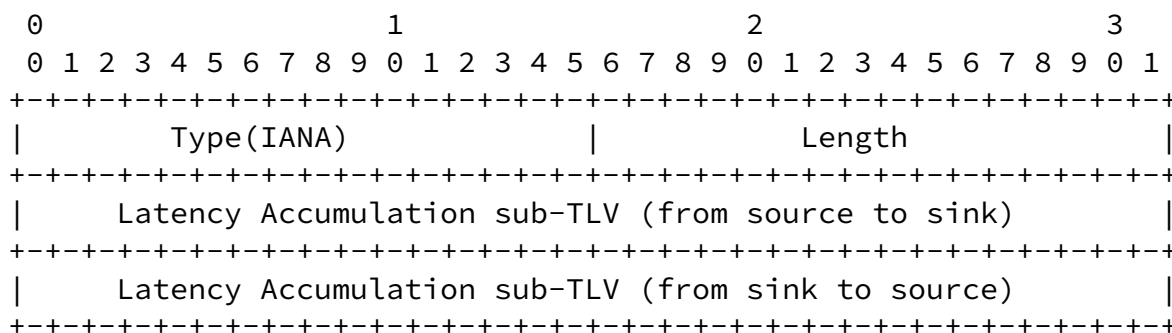 0                   1                   2                   3
0 1 2 3 4 5 6 7 8 9 0 1 2 3 4 5 6 7 8 9 0 1 2 3 4 5 6 7 8 9 0 1
+-+-+-+-+-+-+-+-+-+-+-+-+-+-+-+-+-+-+-+-+-+-+-+-+-+-+-+-+-+-+-+-+
|        Type(IANA)             |           Length              |
+-+-+-+-+-+-+-+-+-+-+-+-+-+-+-+-+-+-+-+-+-+-+-+-+-+-+-+-+-+-+-+-+
|     Latency Accumulation sub-TLV (from source to sink)        |
+-+-+-+-+-+-+-+-+-+-+-+-+-+-+-+-+-+-+-+-+-+-+-+-+-+-+-+-+-+-+-+-+
|     Latency Accumulation sub-TLV (from sink to source)        |
+-+-+-+-+-+-+-+-+-+-+-+-+-+-+-+-+-+-+-+-+-+-+-+-+-+-+-+-+-+-+-+-+